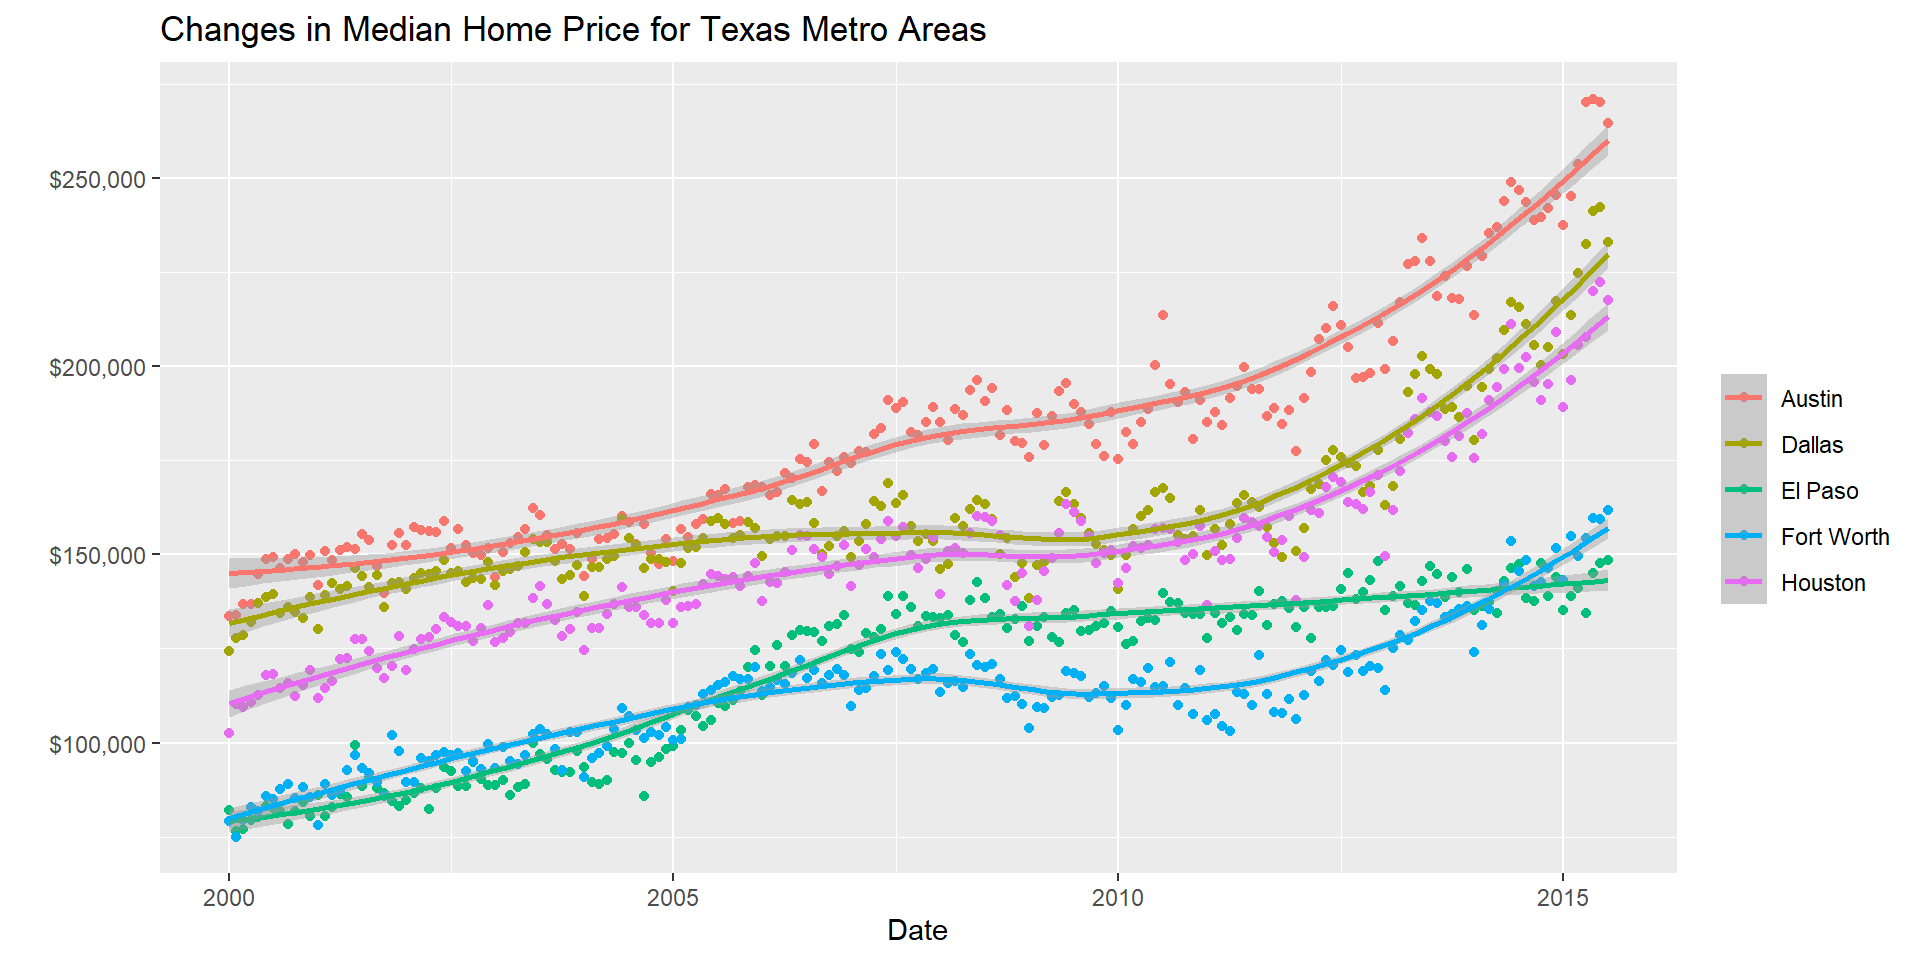 Changes in Median Home Price for Texas Metro Areas
$250,000
$200,000
$150,000
$100,000
2000
2005
2010
2015
Date
Austin
Dallas
El Paso
Fort Worth
Houston